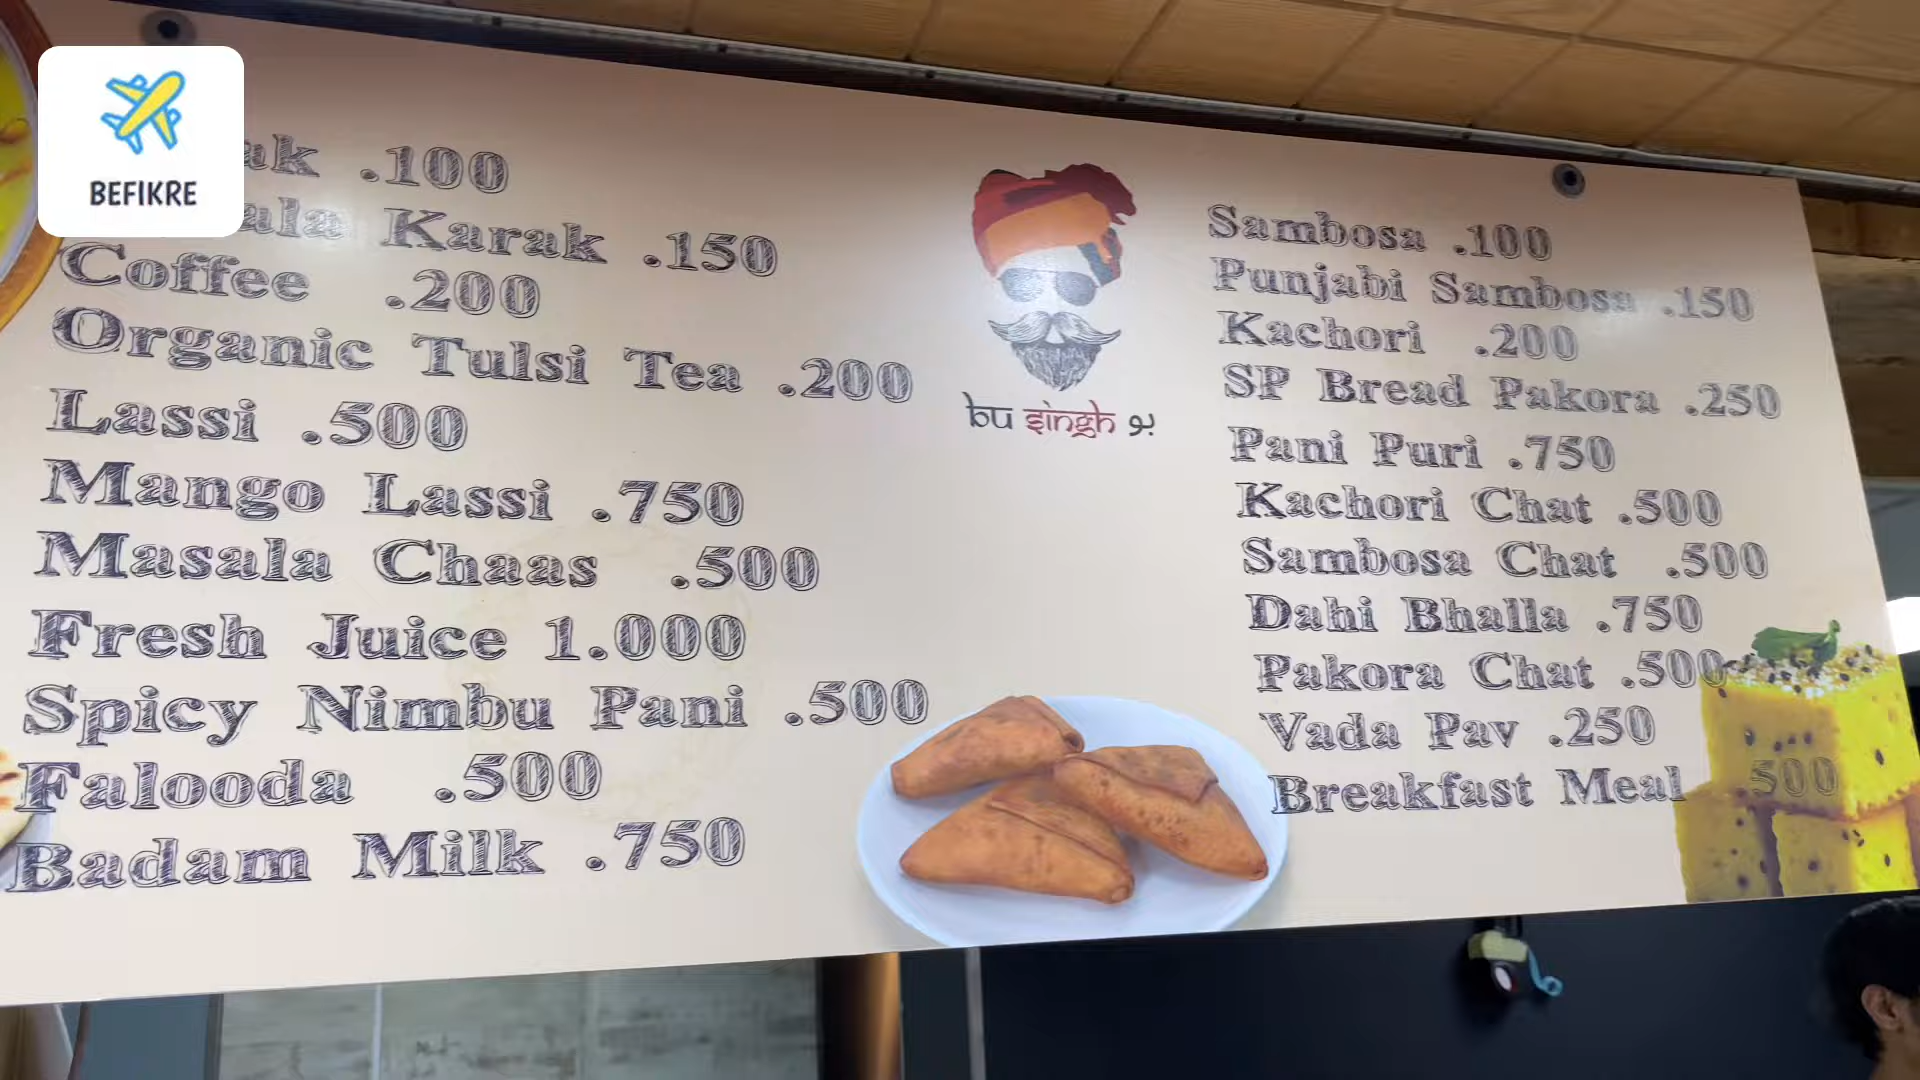 BEFIKRE
.100
Karak .150
Coffee .200
Organic Tulsi Tea .200
Lassi .500
Mango Lassi .750
Masala Chaas .500
Fresh Juice 1.000
Spicy Nimbu Pani .500
Falooda .500
Badam Milk .750
bu singh بو
Sambosa .100
Punjabi Sambosa .150
Kachori .200
SP Bread Pakora .250
Pani Puri .750
Kachori Chat .500
Sambosa Chat .500
Dahi Bhalla .750
Pakora Chat .500
Vada Pav .250
Breakfast Meal 500